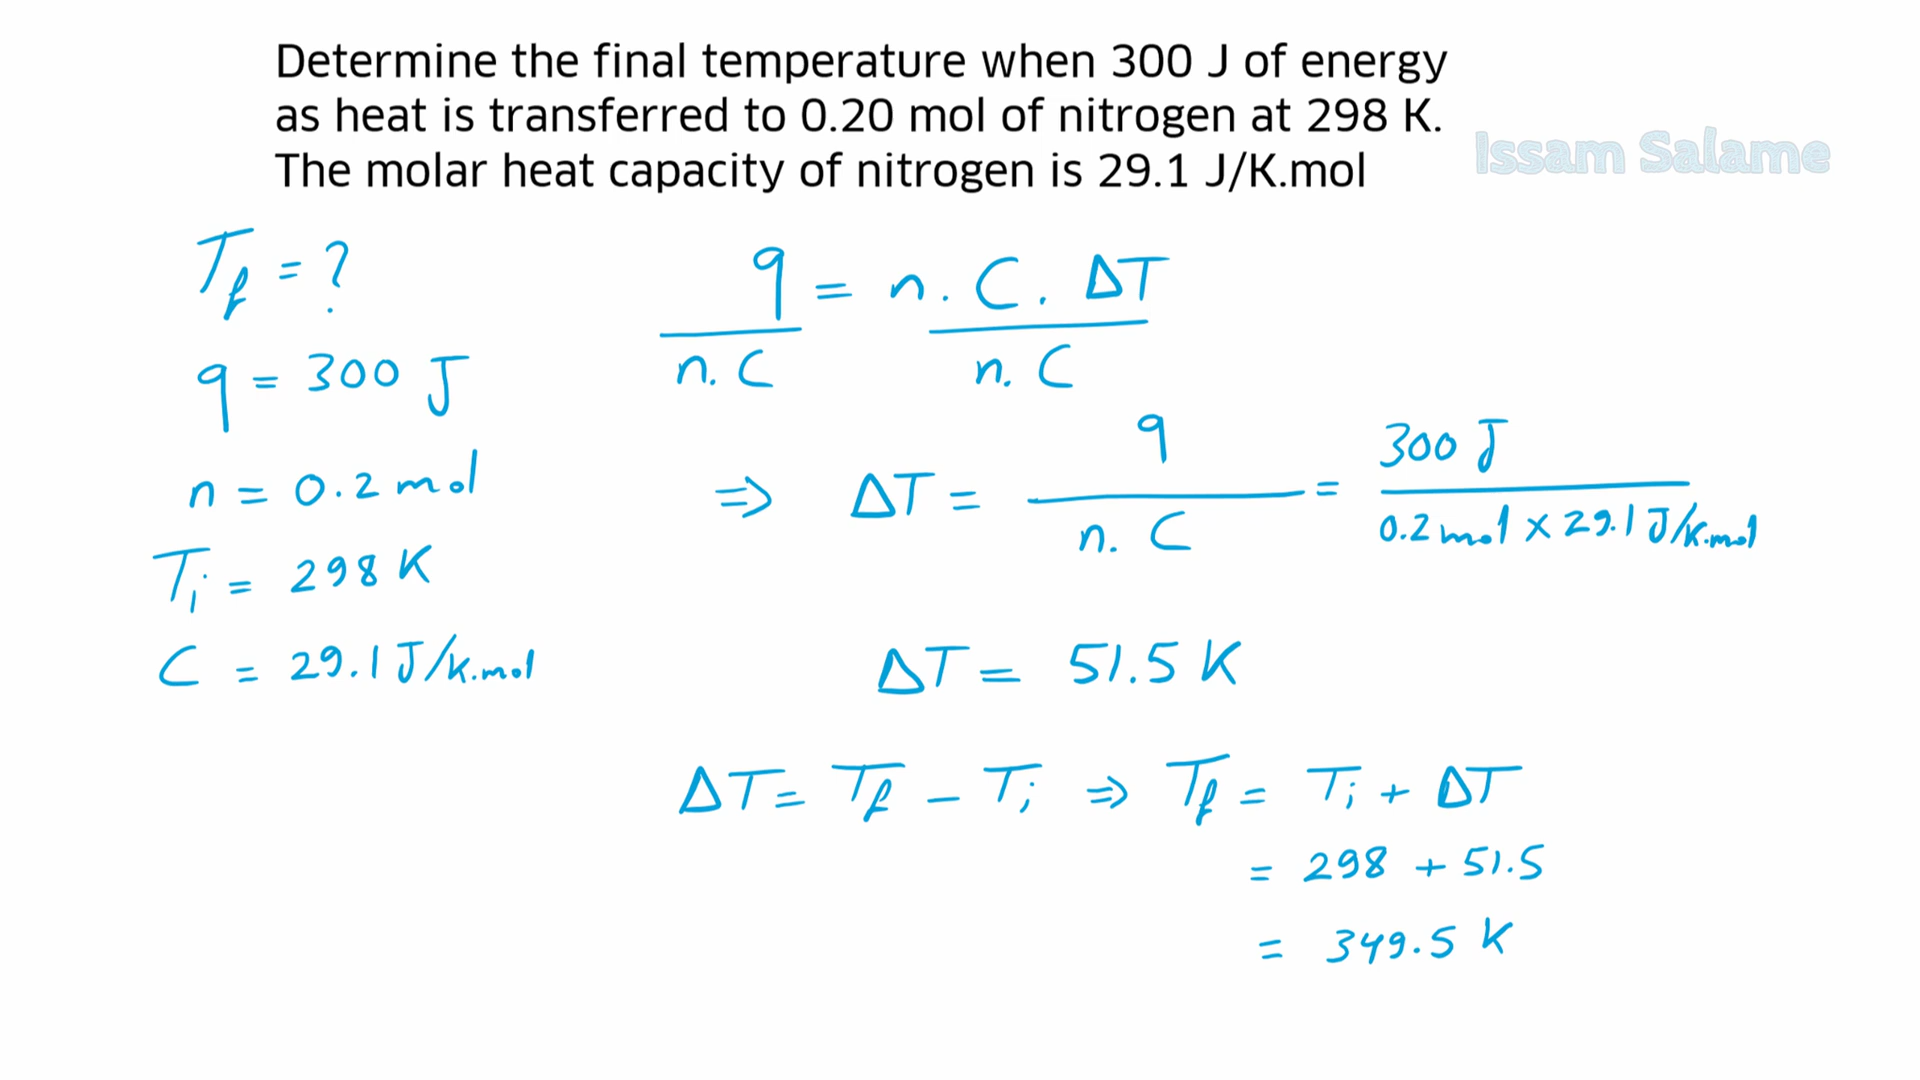 Determine the final temperature when 300 J of energy
as heat is transferred to 0.20 mol of nitrogen at 298 K.
The molar heat capacity of nitrogen is 29.1 J/K.mol
Issam Salame
Tf = ?
q = 300 J
n = 0.2 mol
Ti = 298 K
C = 29.1 J/K.mol
q = n. C. ΔT
n. C n. C
⇒ ΔT = q / n. C = 300 J / 0.2 mol x 29.1 J/K.mol
ΔT = 51.5 K
ΔT = Tf - Ti ⇒ Tf = Ti + ΔT
= 298 + 51.5
= 349.5 K